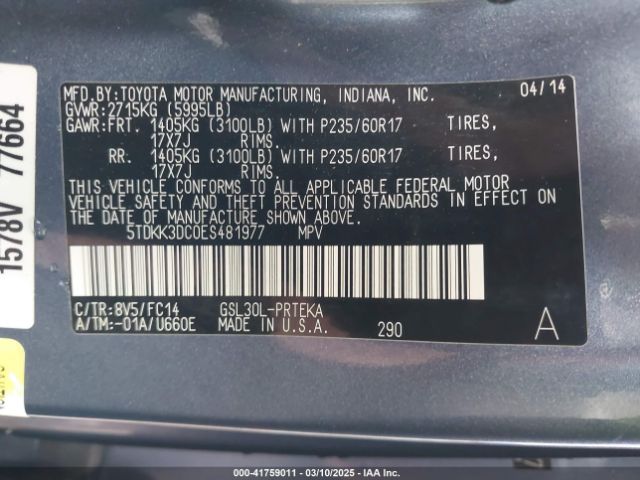 MFD.BY:TOYOTA MOTOR MANUFACTURING, INDIANA, INC. 04/14
GVWR:2715KG (5995LB)
GAWR:FRT. 1405KG (3100LB) WITH P235/60R17 TIRES,
17X7J RIMS.
RR. 1405KG (3100LB) WITH P235/60R17 TIRES,
17X7J RIMS.
THIS VEHICLE CONFORMS TO ALL APPLICABLE FEDERAL MOTOR
VEHICLE SAFETY AND THEFT PREVENTION STANDARDS IN EFFECT ON
THE DATE OF MANUFACTURE SHOWN ABOVE.
5TDKK3DC0ES481977 MPV
C/TR:8V5/FC14 GSL30L-PRTEKA
A/TM:-01A/U660E MADE IN U.S.A. 290 A
1578V 77664
000-41759011 — 03/10/2025 — IAA